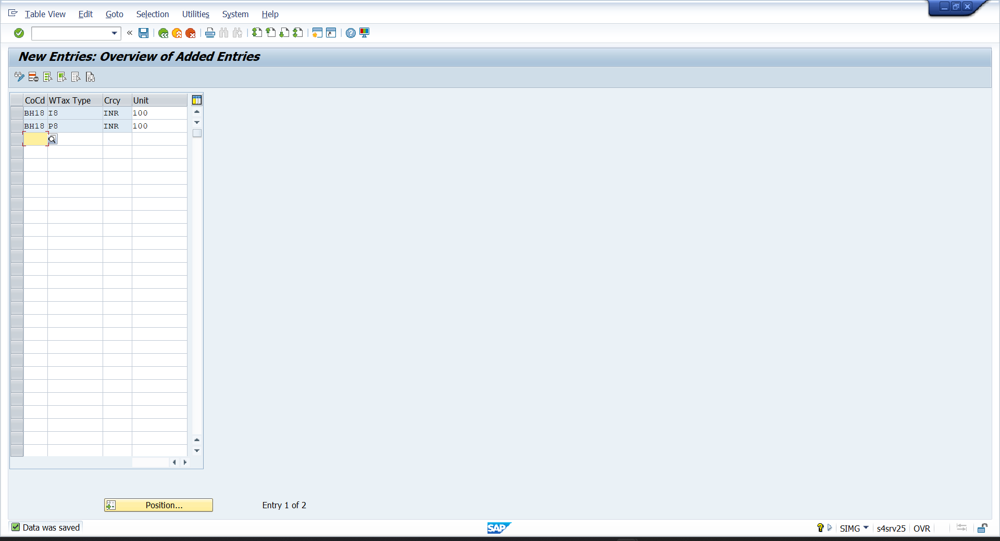 Table View Edit Goto Selection Utilities System Help
New Entries: Overview of Added Entries
CoCd WTax Type Crcy Unit
BH18 I8 INR 100
BH18 P8 INR 100
Position...
Entry 1 of 2
Data was saved
SAP
SIMG s4srv25 OVR